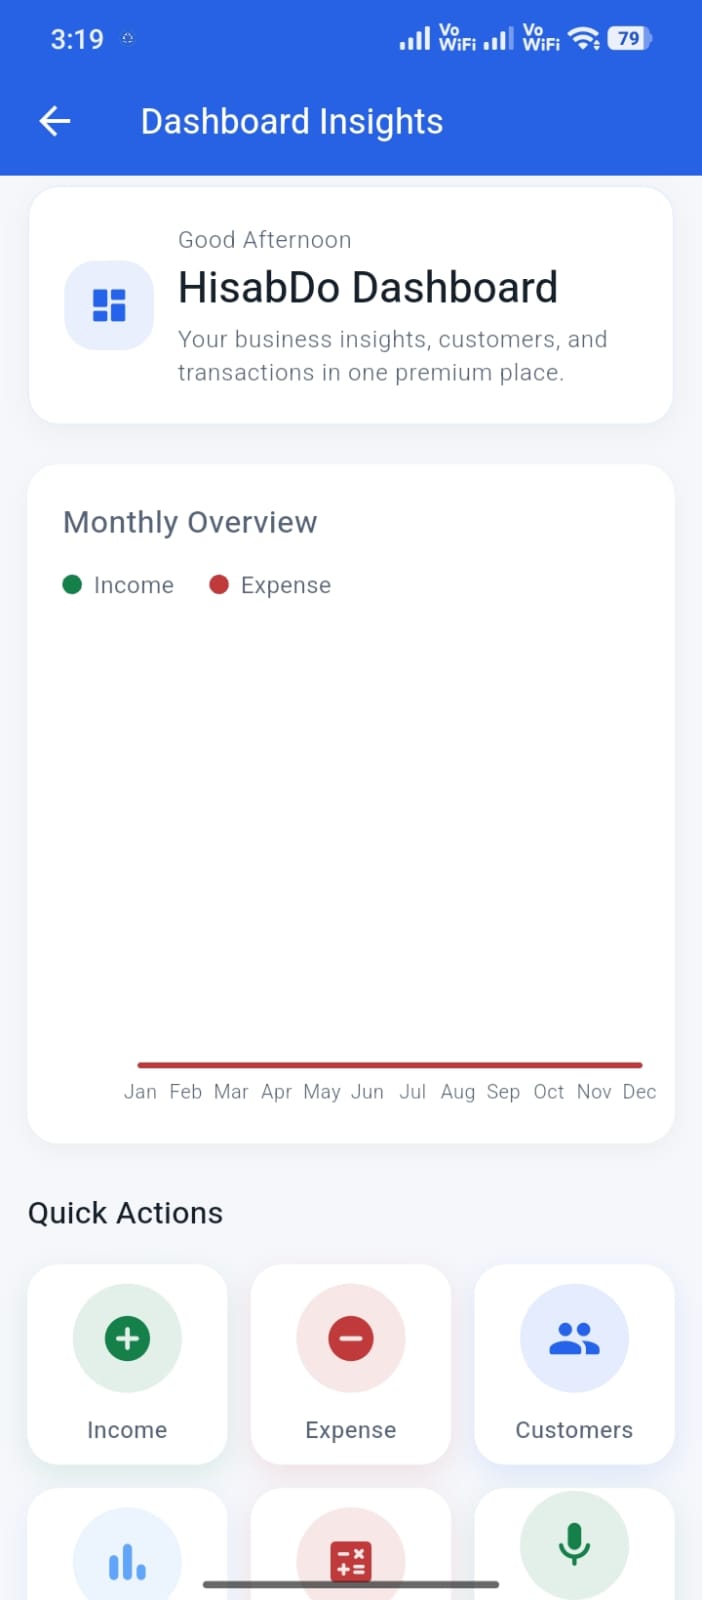 3:19
Vo WiFi Vo WiFi 79
Dashboard Insights
Good Afternoon
HisabDo Dashboard
Your business insights, customers, and
transactions in one premium place.
Monthly Overview
Income Expense
Jan Feb Mar Apr May Jun Jul Aug Sep Oct Nov Dec
Quick Actions
Income Expense Customers